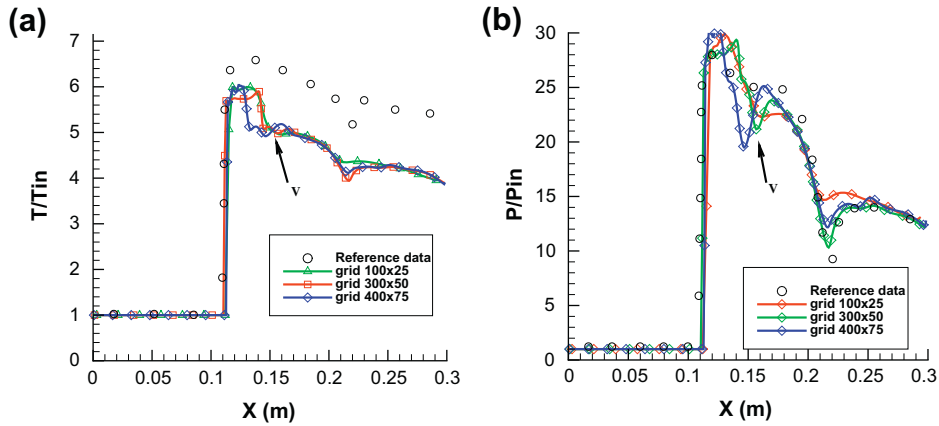 (a)
7
6
5
4
3
2
1
0
T/Tin
0 0.05 0.1 0.15 0.2 0.25 0.3
X (m)
V
Reference data
grid 100x25
grid 300x50
grid 400x75
(b)
30
25
20
15
10
5
0
P/Pin
0 0.05 0.1 0.15 0.2 0.25 0.3
X (m)
V
Reference data
grid 100x25
grid 300x50
grid 400x75